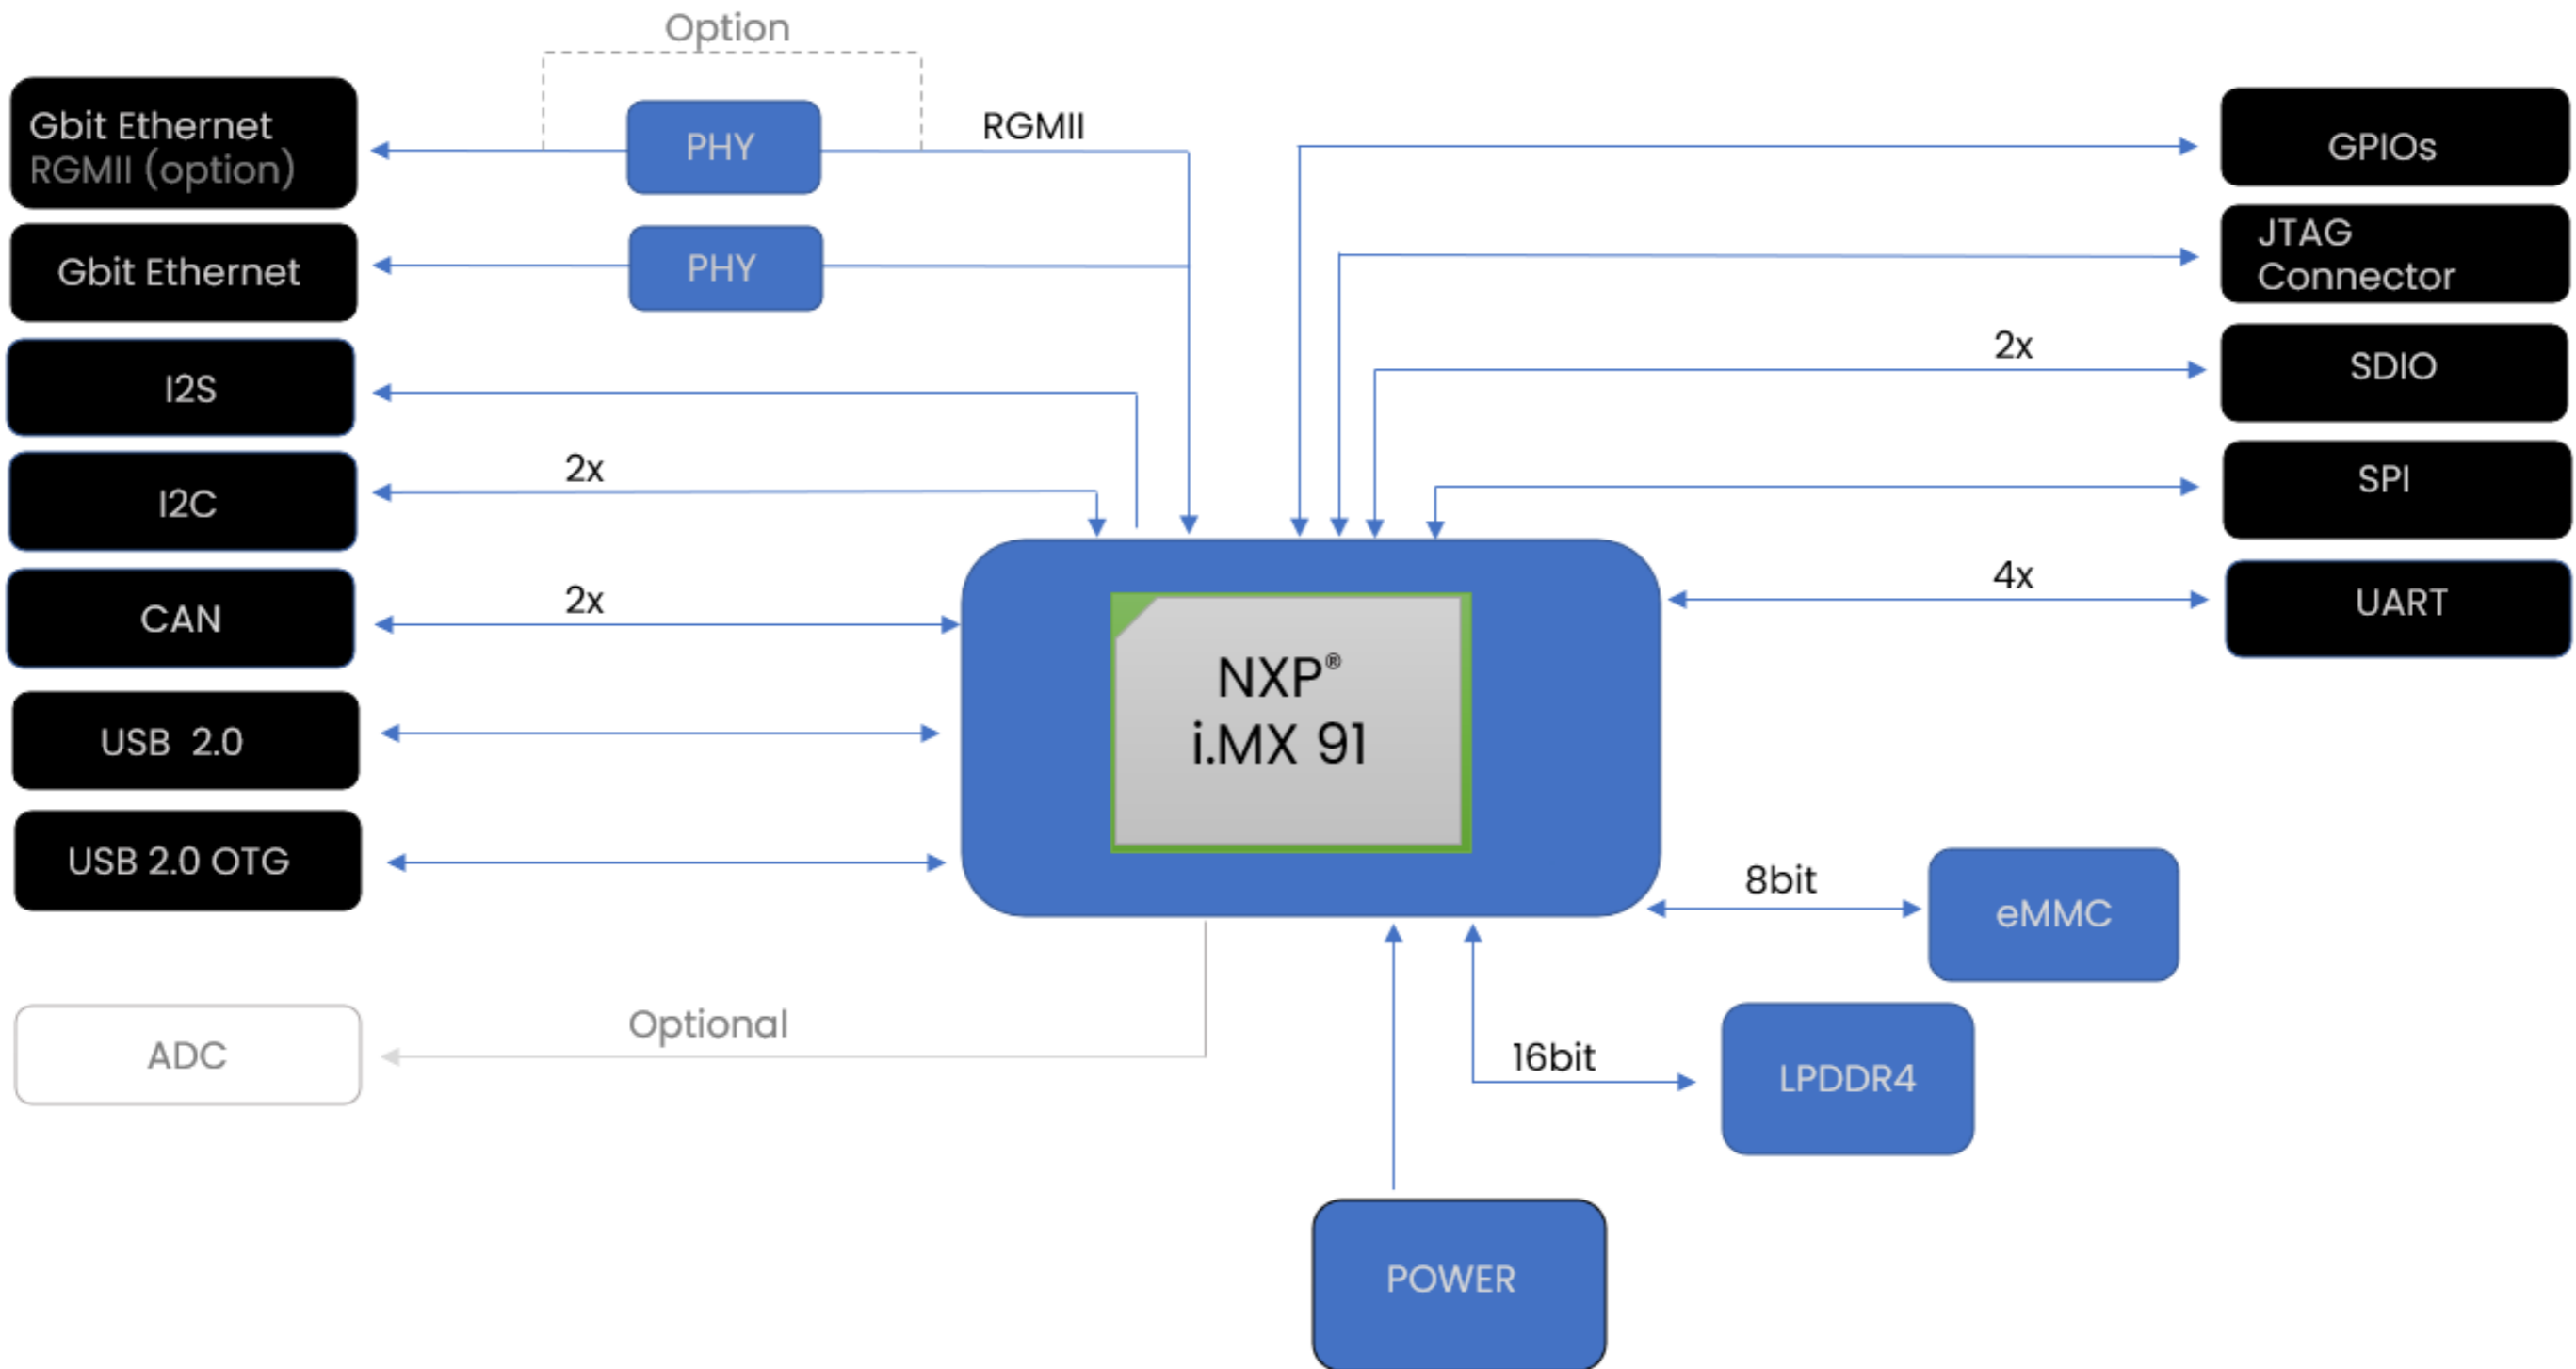 Option
Gbit Ethernet
RGMII (option)
PHY
RGMII
GPIOs
Gbit Ethernet
PHY
JTAG
Connector
I2S
2x
SDIO
I2C
2x
SPI
CAN
2x
4x
UART
NXP®
i.MX 91
USB 2.0
USB 2.0 OTG
8bit
eMMC
ADC
Optional
16bit
LPDDR4
POWER